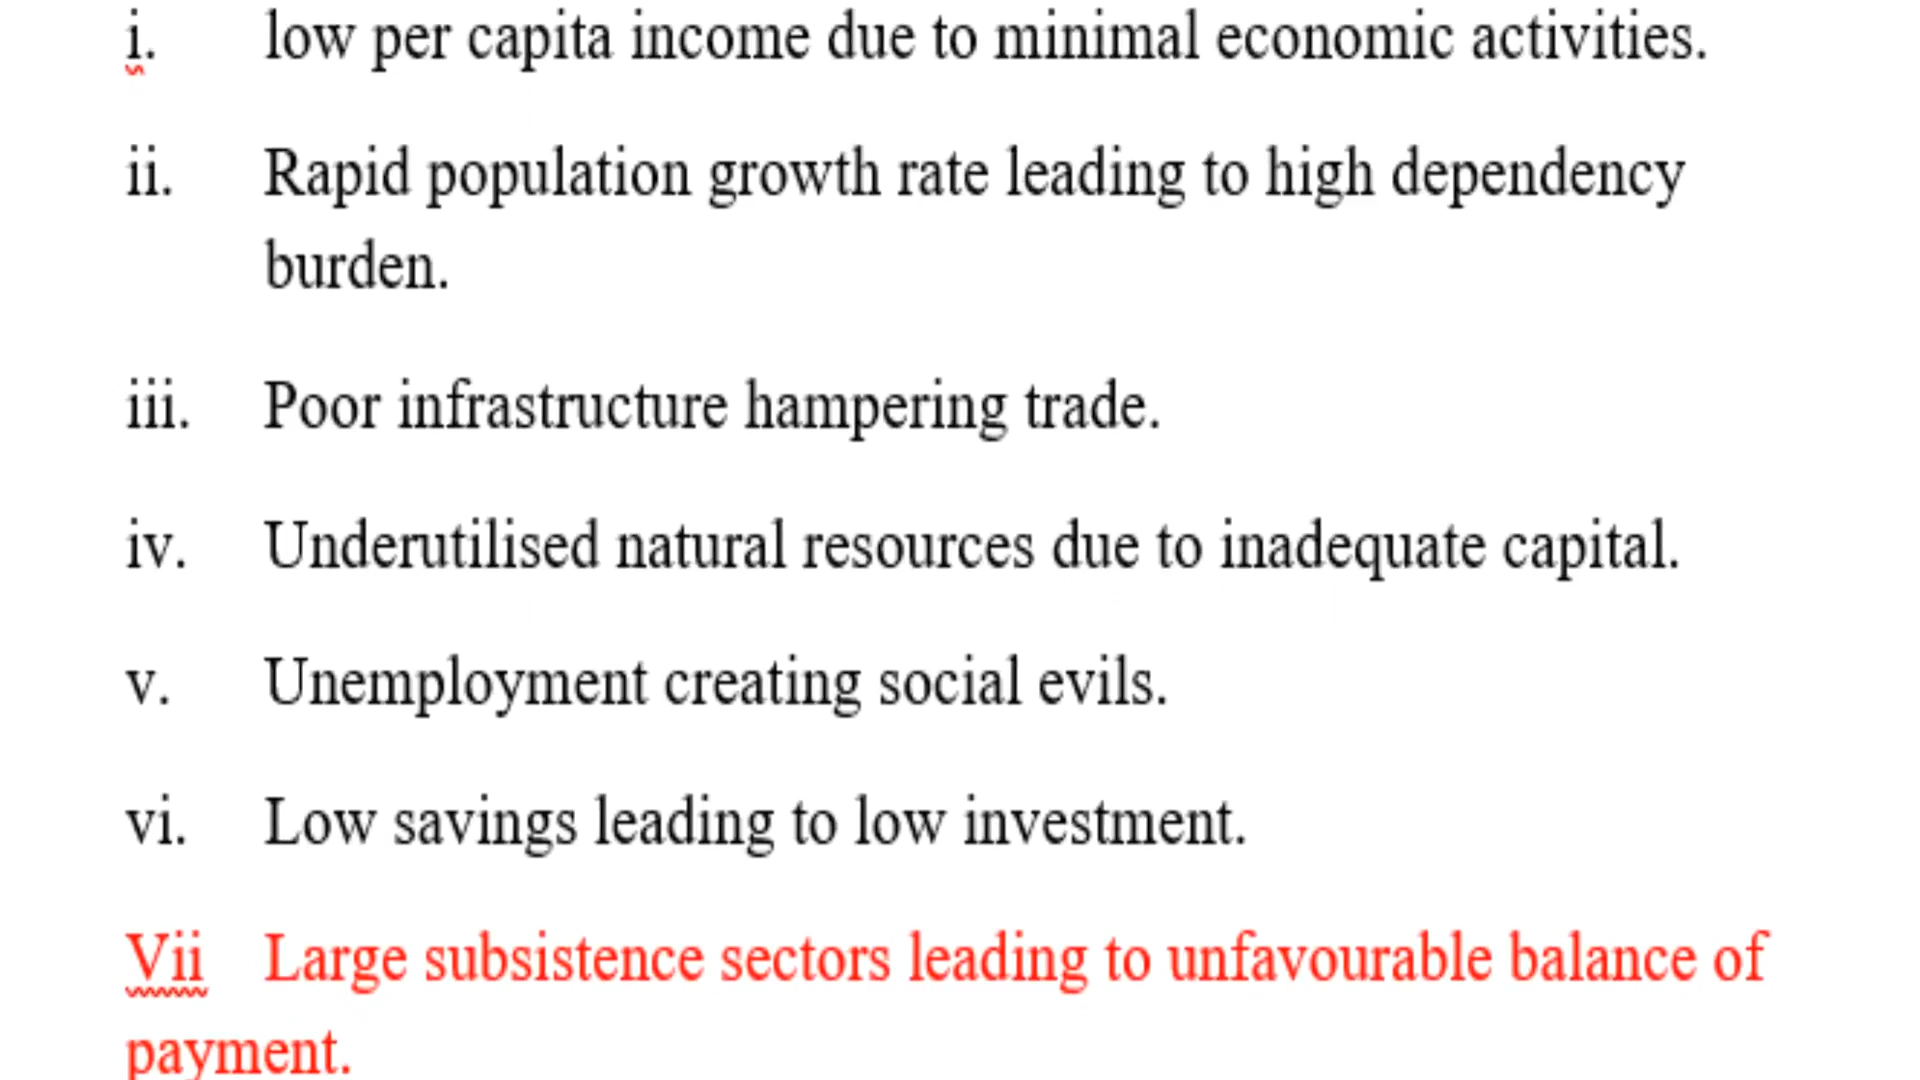 i. low per capita income due to minimal economic activities.
ii. Rapid population growth rate leading to high dependency
burden.
iii. Poor infrastructure hampering trade.
iv. Underutilised natural resources due to inadequate capital.
v. Unemployment creating social evils.
vi. Low savings leading to low investment.
Vii Large subsistence sectors leading to unfavourable balance of
payment.